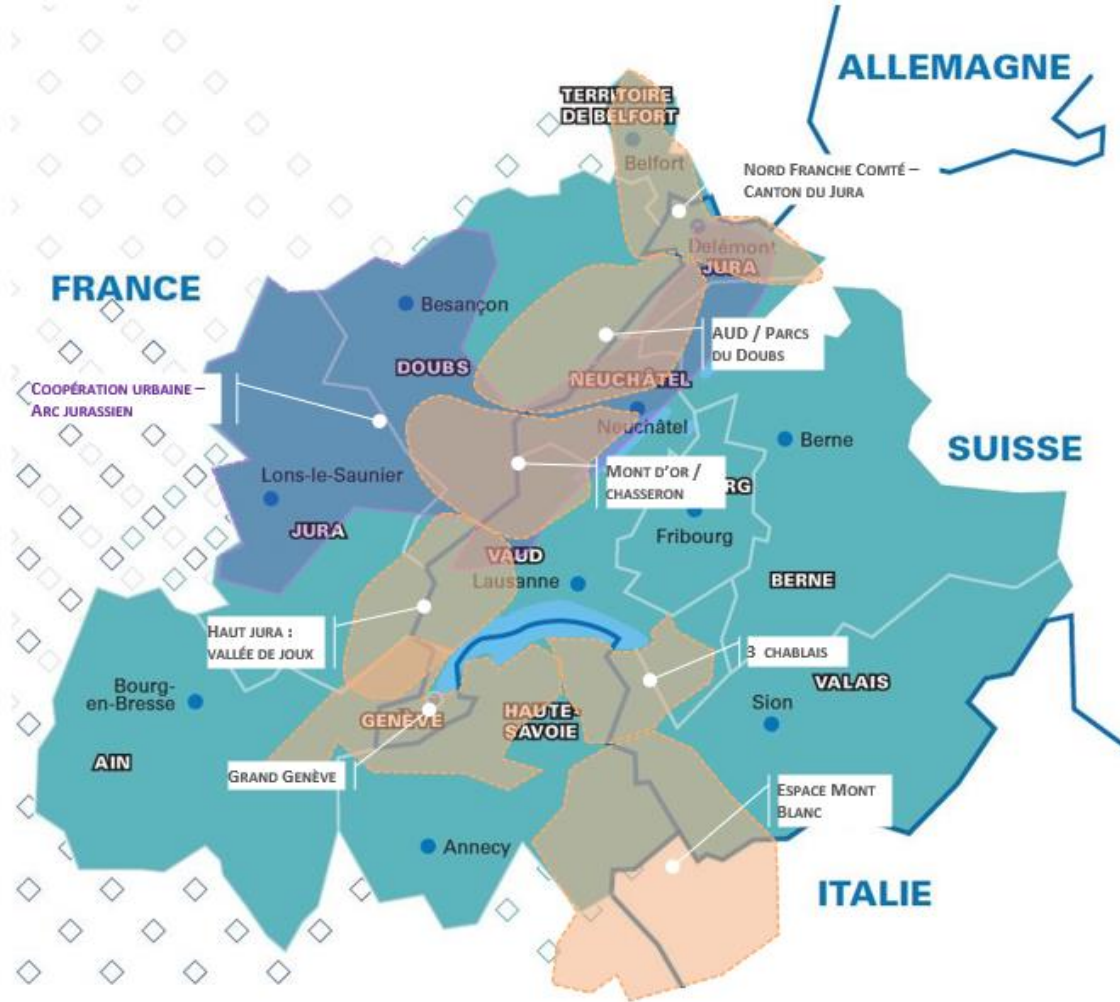 ALLEMAGNE
TERRITOIRE
DE BELFORT
Belfort
NORD FRANCHE COMTÉ –
CANTON DU JURA
Delémont
JURA
FRANCE
Besançon
AUD / PARCS
DU DOUBS
DOUBS
NEUCHÂTEL
COOPÉRATION URBAINE –
ARC JURASSIEN
Neuchâtel
Berne
SUISSE
Lons-le-Saunier
MONT D'OR /
CHASSERON
RG
JURA
Fribourg
VAUD
Lausanne
BERNE
HAUT JURA :
VALLÉE DE JOUX
3 CHABLAIS
VALAIS
Bourg-
en-Bresse
Sion
GENÈVE
HAUTE-
SAVOIE
AIN
GRAND GENÈVE
ESPACE MONT
BLANC
Annecy
ITALIE